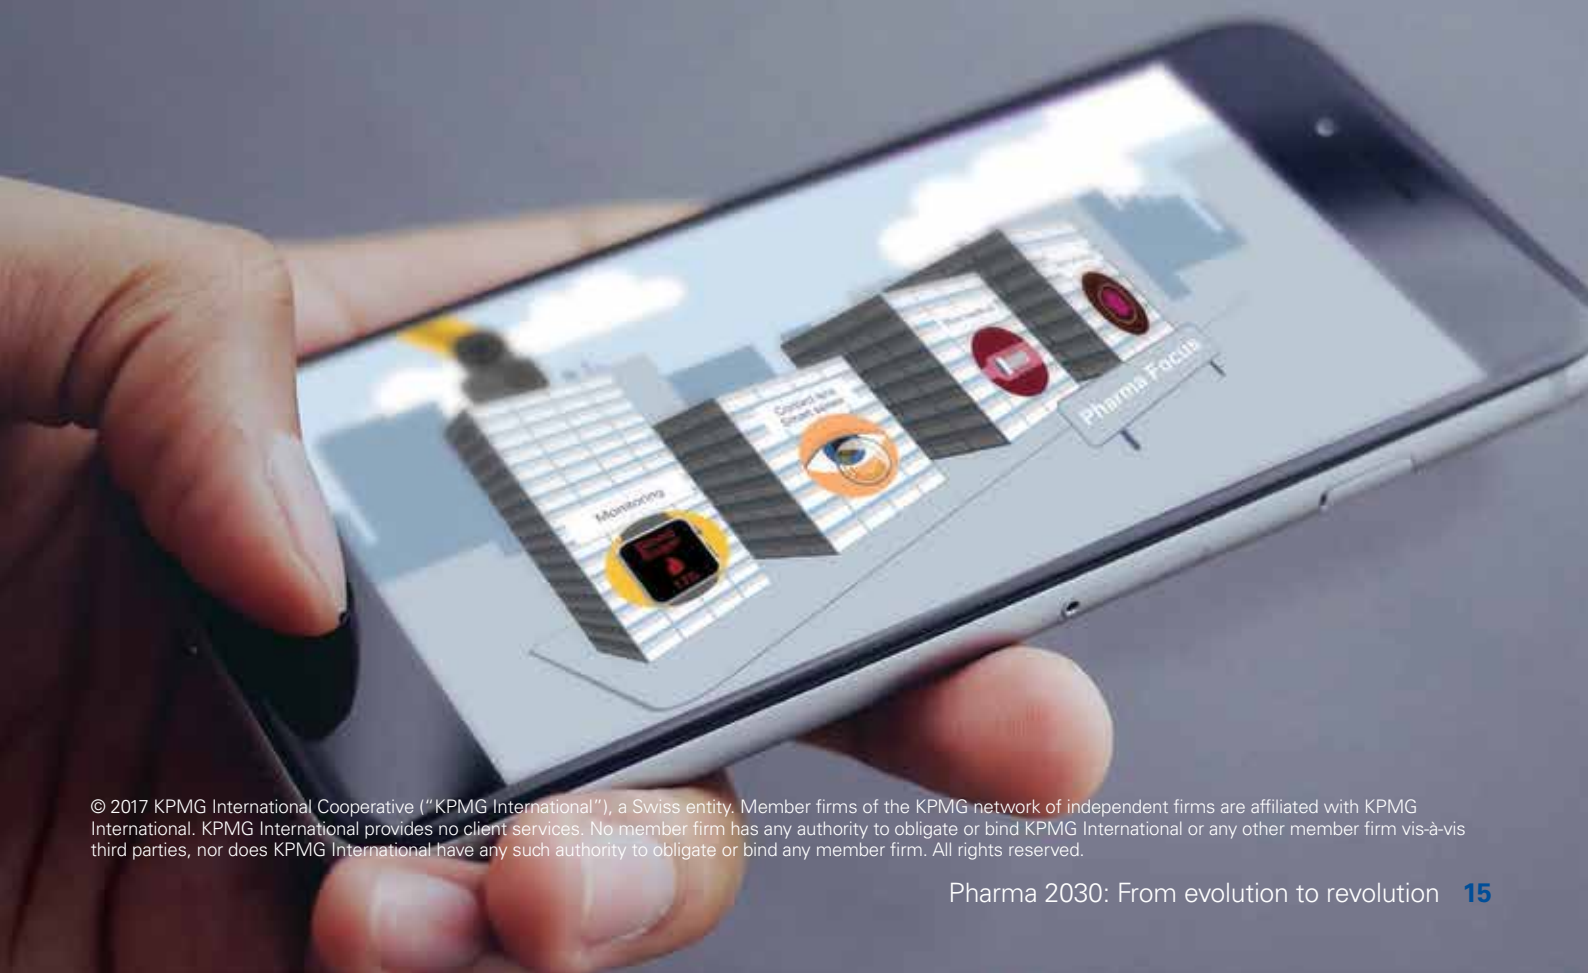 Contact lens
Smart sensor
Pharma Focus
Monitoring
© 2017 KPMG International Cooperative (“KPMG International”), a Swiss entity. Member firms of the KPMG network of independent firms are affiliated with KPMG
International. KPMG International provides no client services. No member firm has any authority to obligate or bind KPMG International or any other member firm vis-à-vis
third parties, nor does KPMG International have any such authority to obligate or bind any member firm. All rights reserved.
Pharma 2030: From evolution to revolution 15